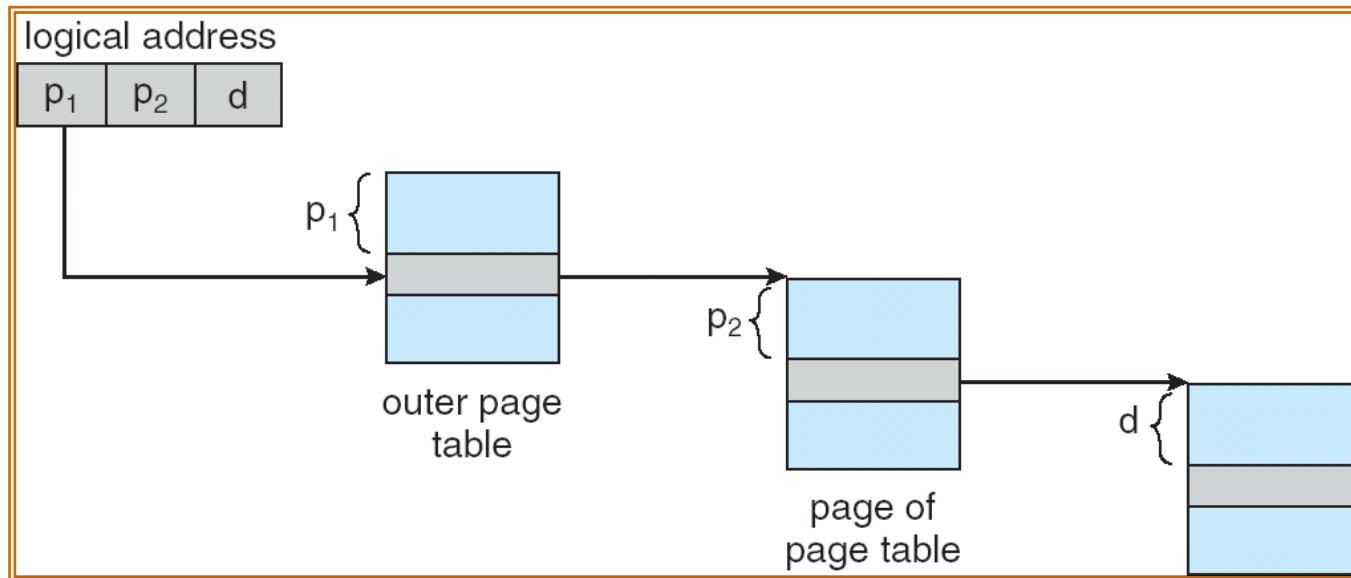 logical address
p₁ p₂ d
p₁
outer page
table
p₂
page of
page table
d